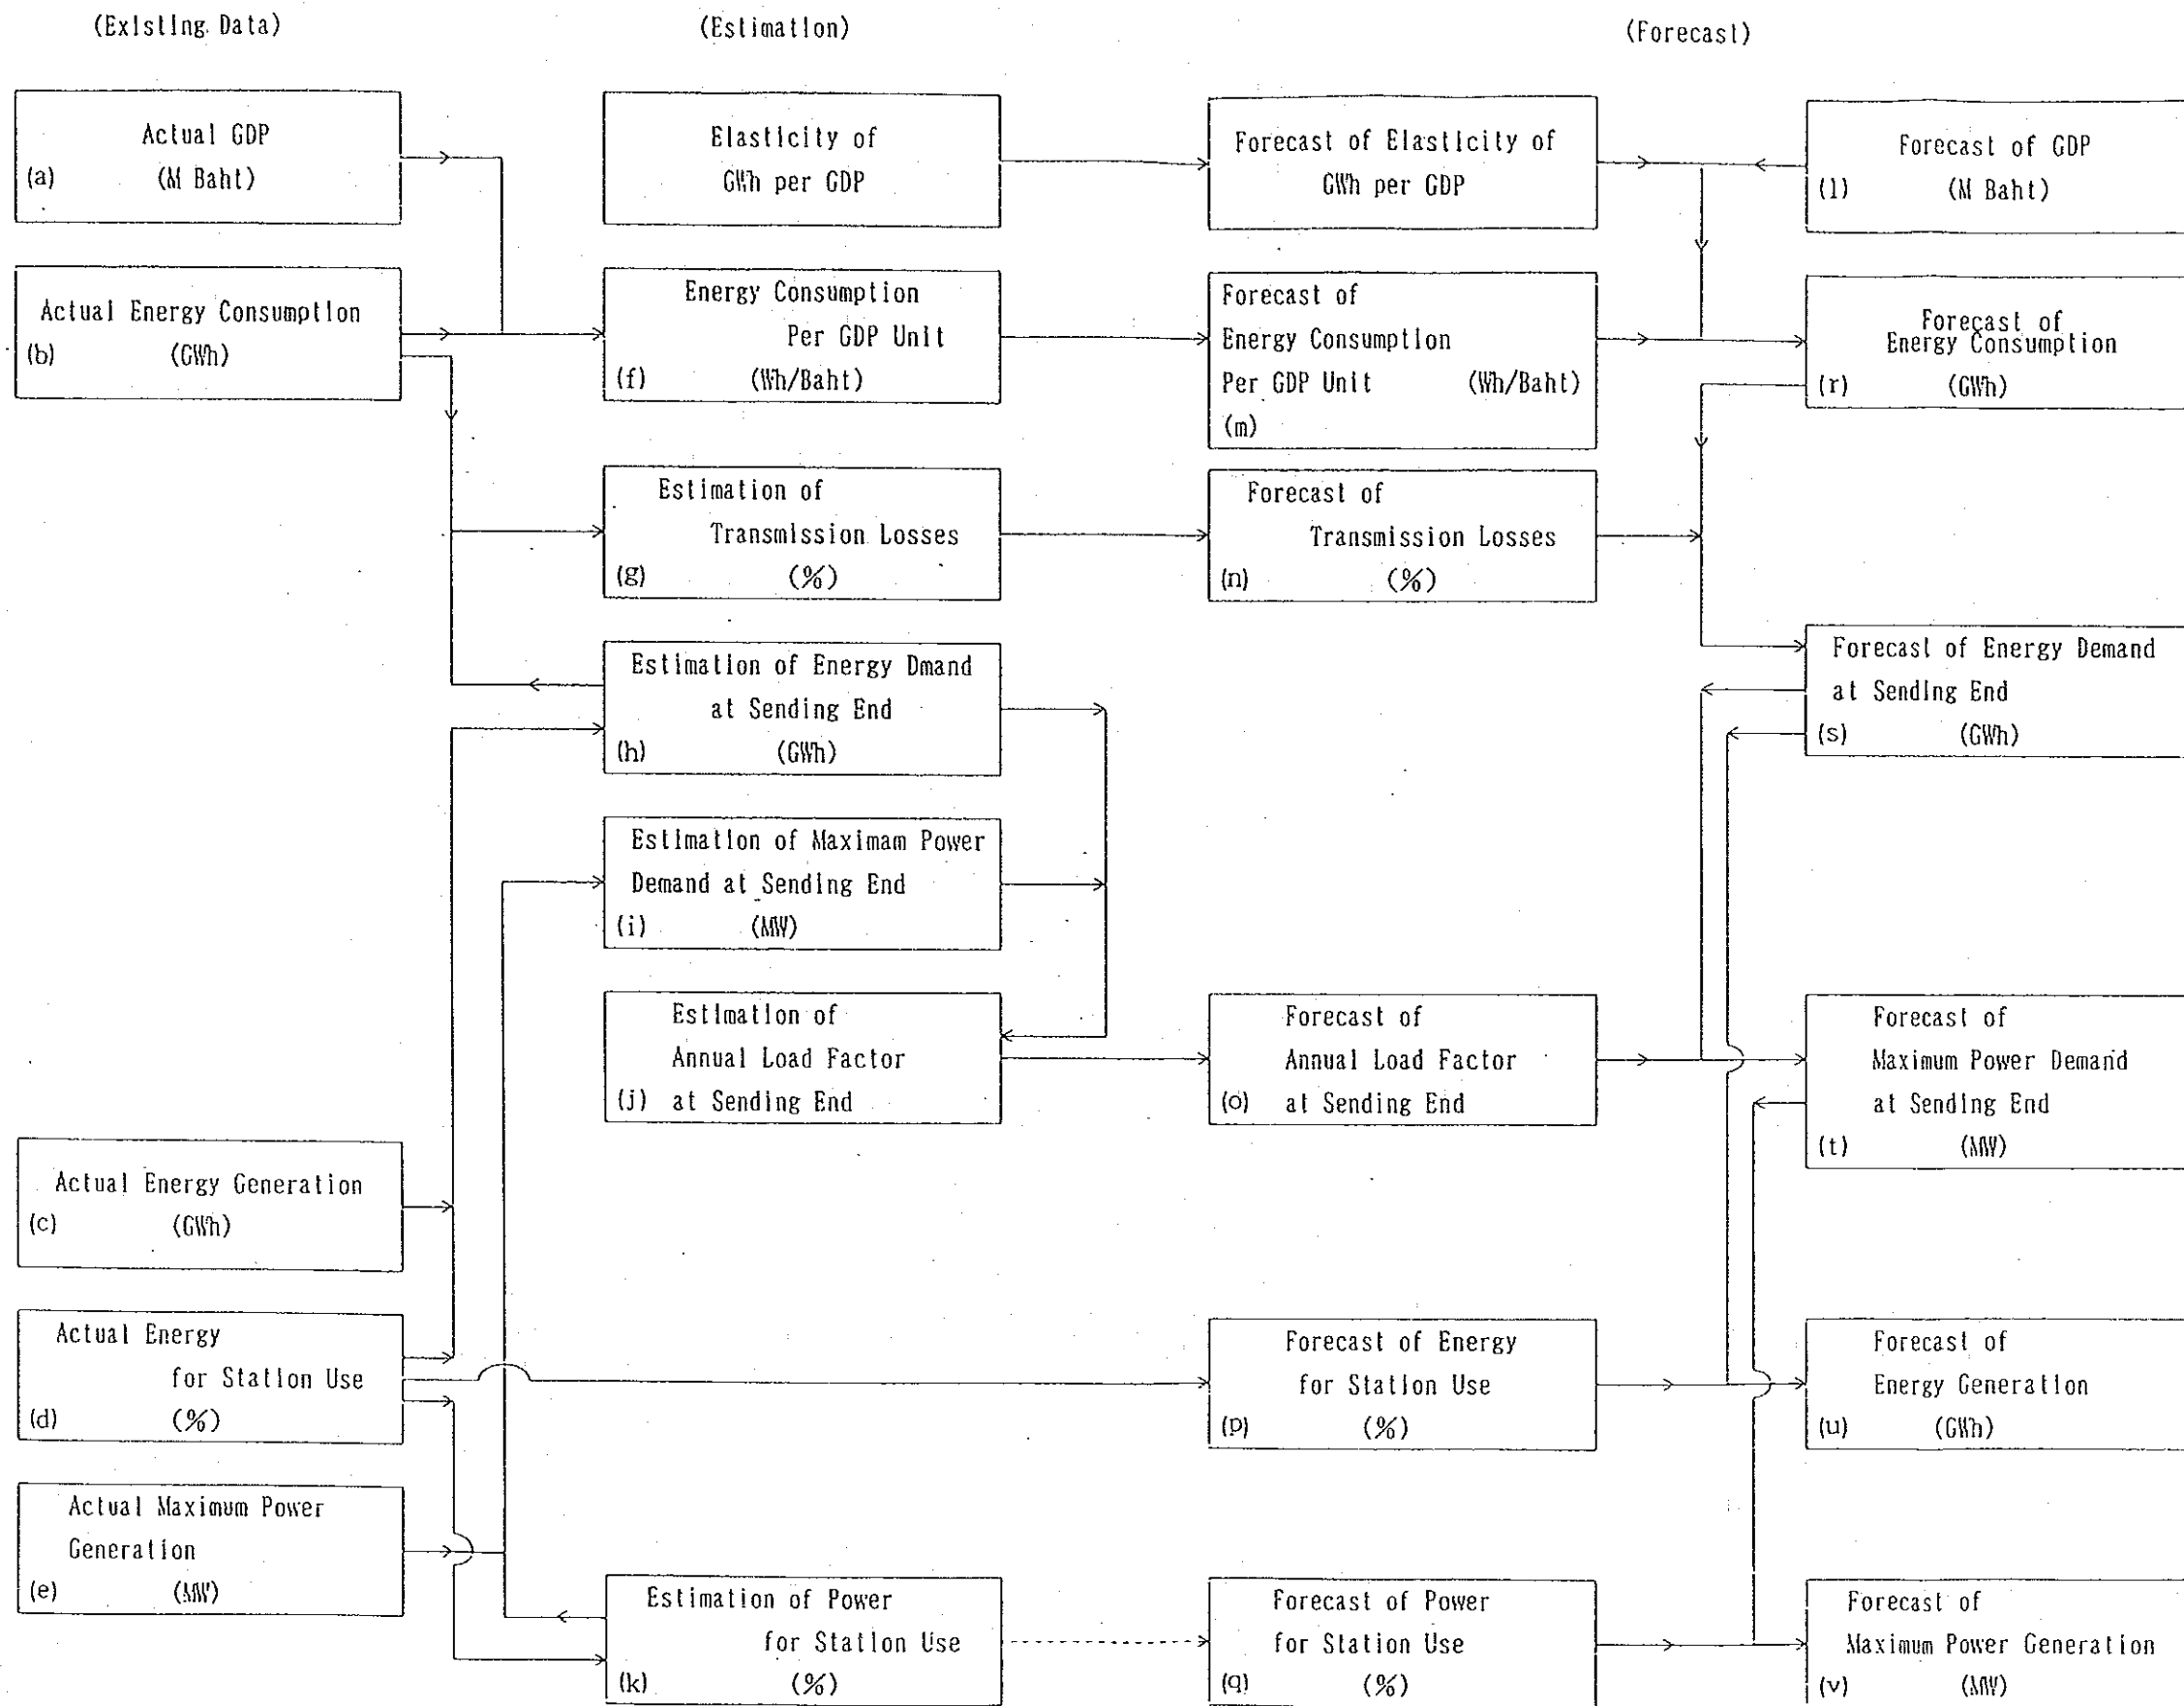 (Existing Data)
(Estimation)
(Forecast)
Actual GDP
(a) (M Baht)
Elasticity of
GWh per GDP
Forecast of Elasticity of
GWh per GDP
Forecast of GDP
(l) (M Baht)
Actual Energy Consumption
(b) (GWh)
Energy Consumption
Per GDP Unit
(f) (Wh/Baht)
Forecast of
Energy Consumption
Per GDP Unit (Wh/Baht)
(m)
Forecast of
Energy Consumption
(r) (GWh)
Estimation of
Transmission Losses
(g) (%)
Forecast of
Transmission Losses
(n) (%)
Estimation of Energy Dmand
at Sending End
(h) (GWh)
Forecast of Energy Demand
at Sending End
(s) (GWh)
Estimation of Maximam Power
Demand at Sending End
(i) (MW)
Estimation of
Annual Load Factor
(j) at Sending End
Forecast of
Annual Load Factor
(o) at Sending End
Forecast of
Maximum Power Demand
at Sending End
(t) (MW)
Actual Energy Generation
(c) (GWh)
Actual Energy
for Station Use
(d) (%)
Forecast of Energy
for Station Use
(p) (%)
Forecast of
Energy Generation
(u) (GWh)
Actual Maximum Power
Generation
(e) (MW)
Estimation of Power
for Station Use
(k) (%)
Forecast of Power
for Station Use
(q) (%)
Forecast of
Maximum Power Generation
(v) (MW)